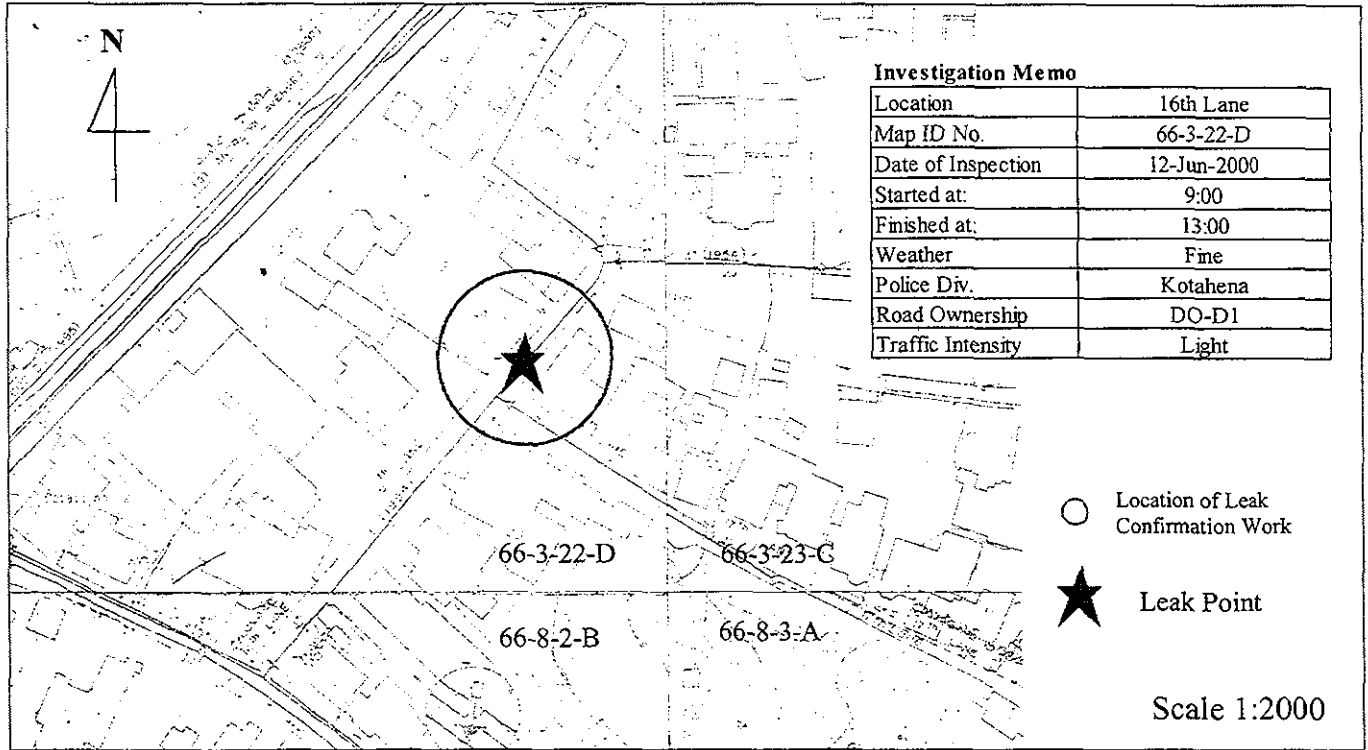 N
Investigation Memo
Location 16th Lane
Map ID No. 66-3-22-D
Date of Inspection 12-Jun-2000
Started at: 9:00
Finished at: 13:00
Weather Fine
Police Div. Kotahena
Road Ownership DO-D1
Traffic Intensity Light
(1956)
Location of Leak
Confirmation Work
Leak Point
66-3-22-D 66-3-23-C
66-8-2-B 66-8-3-A
Scale 1:2000